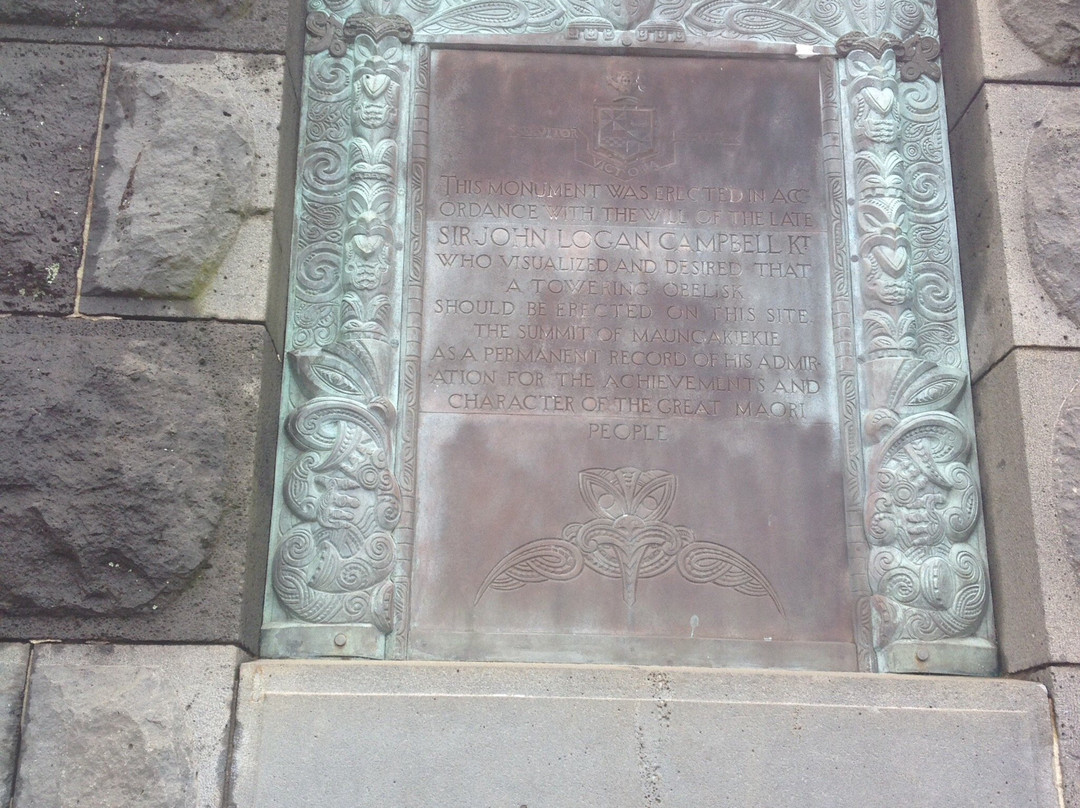 THIS MONUMENT WAS ERECTED IN ACC-
ORDANCE WITH THE WILL OF THE LATE
SIR JOHN LOGAN CAMPBELL KT
WHO VISUALIZED AND DESIRED THAT
A TOWERING OBELISK
SHOULD BE ERECTED ON THIS SITE,
THE SUMMIT OF MAUNGAKIEKIE
AS A PERMANENT RECORD OF HIS ADMIR-
ATION FOR THE ACHIEVEMENTS AND
CHARACTER OF THE GREAT MAORI
PEOPLE